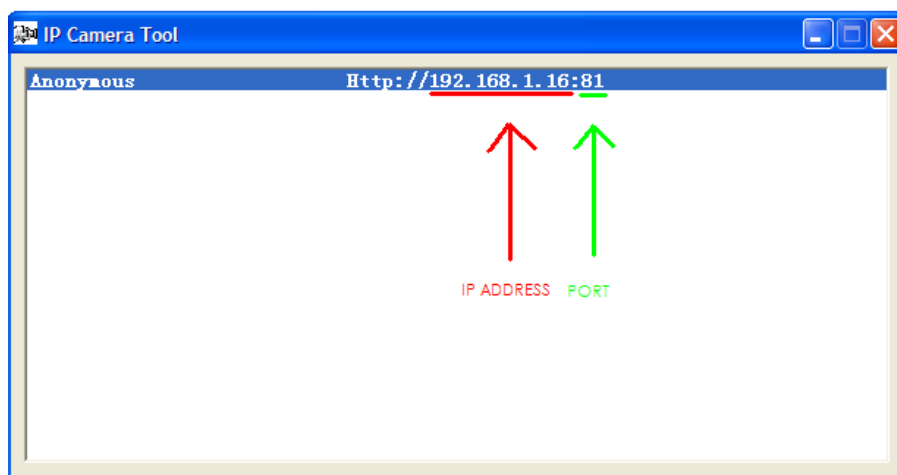 IP Camera Tool
Anonymous Http://192.168.1.16:81
IP ADDRESS PORT